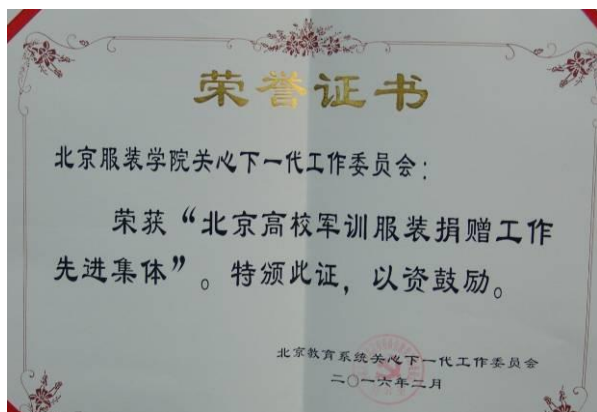 荣誉证书
北京服装学院关心下一代工作委员会：
荣获“北京高校军训服装捐赠工作
先进集体”。特颁此证，以资鼓励。
北京教育系统关心下一代工作委员会
二〇一六年二月